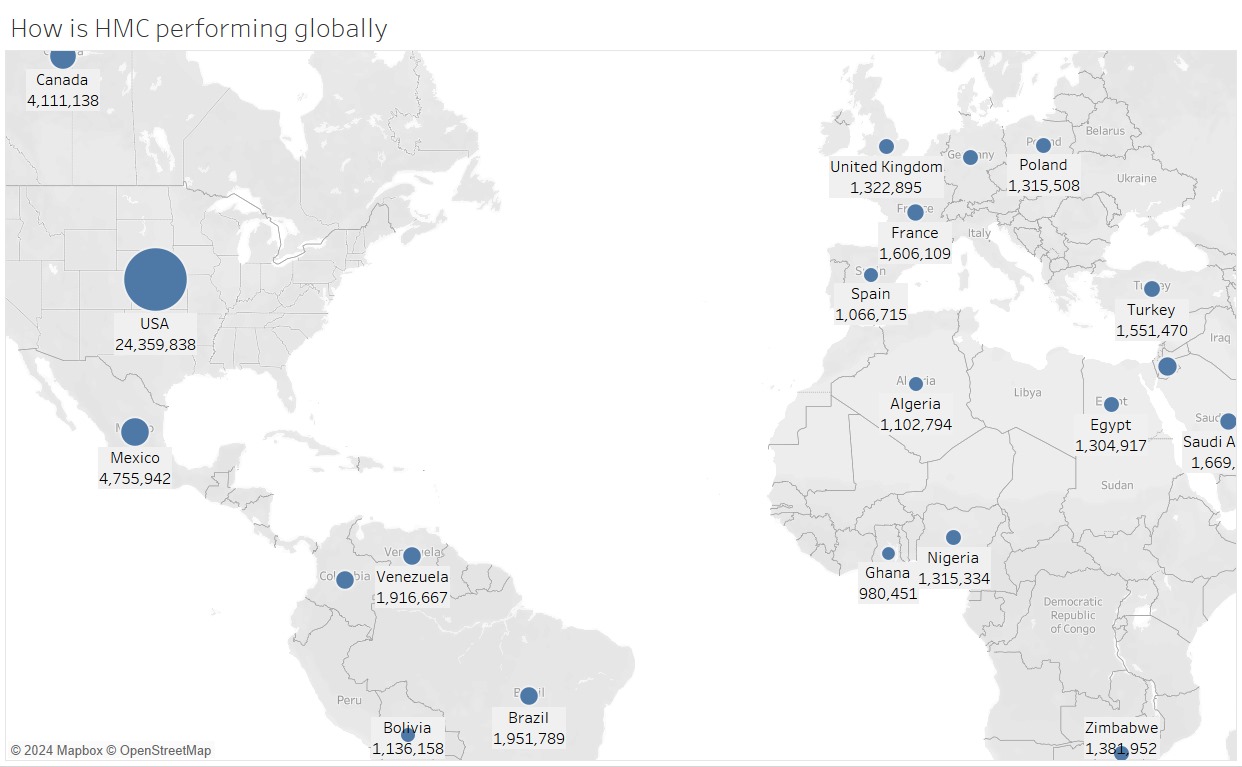 How is HMC performing globally
Canada
4,111,138
USA
24,359,838
Mexico
4,755,942
Venezuela
1,916,667
Brazil
1,951,789
Bolivia
1,136,158
Peru
United Kingdom
1,322,895
Poland
1,315,508
Belarus
Ukraine
France
1,606,109
Italy
Spain
1,066,715
Turkey
1,551,470
Iraq
Algeria
1,102,794
Libya
Egypt
1,304,917
Saudi A
1,669,
Sudan
Ghana
980,451
Nigeria
1,315,334
Democratic
Republic
of Congo
Zimbabwe
1,381,952
© 2024 Mapbox © OpenStreetMap